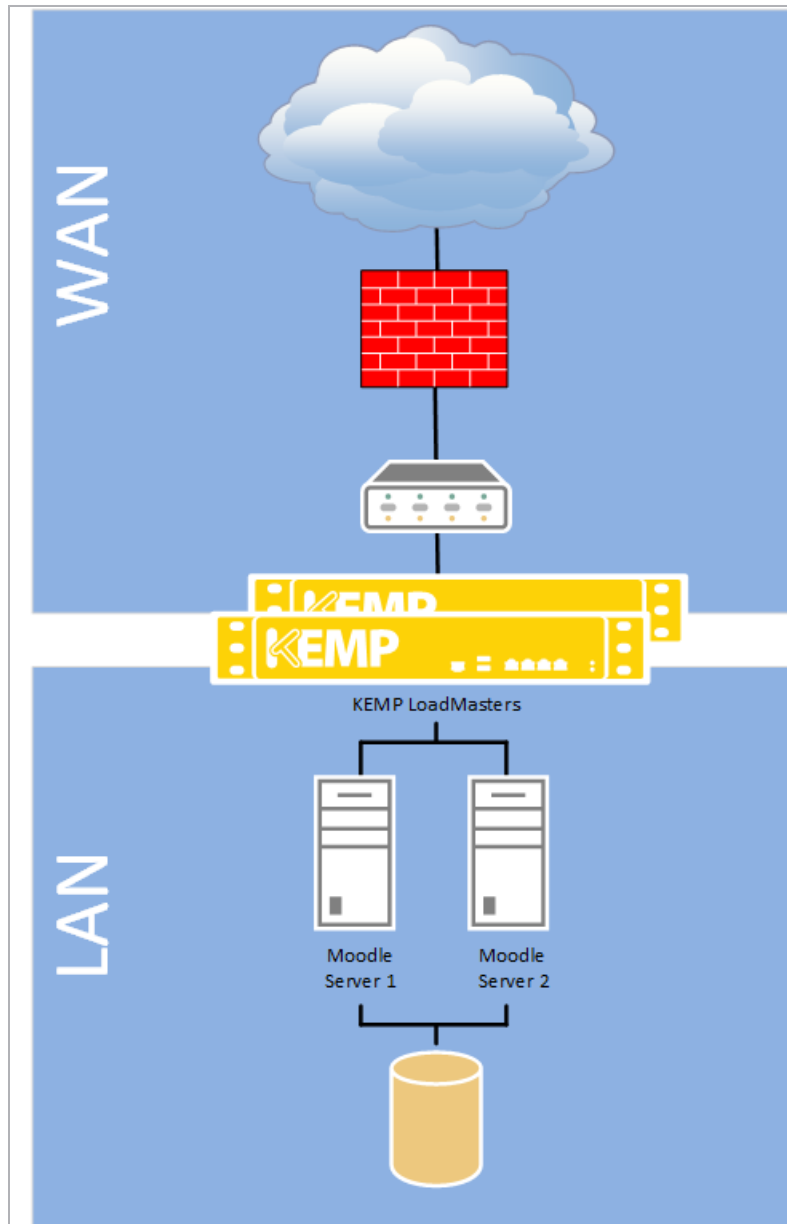 WAN
KEMP
KEMP
KEMP LoadMasters
LAN
Moodle
Server 1
Moodle
Server 2